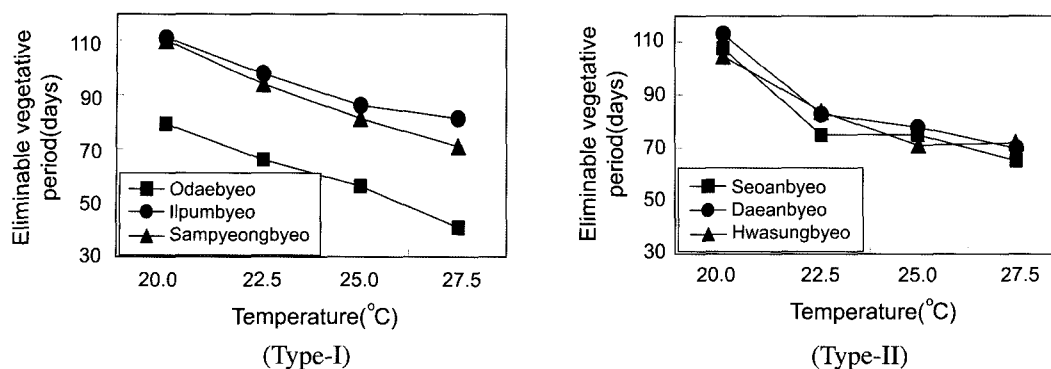 Eliminable vegetative
period(days)
110
90
70
50
30
Odaebyeo
Ilpumbyeo
Sampyeongbyeo
20.0 22.5 25.0 27.5
Temperature(°C)
(Type-I)
Eliminable vegetative
period(days)
110
90
70
50
30
Seoanbyeo
Daeanbyeo
Hwasungbyeo
20.0 22.5 25.0 27.5
Temperature(°C)
(Type-II)